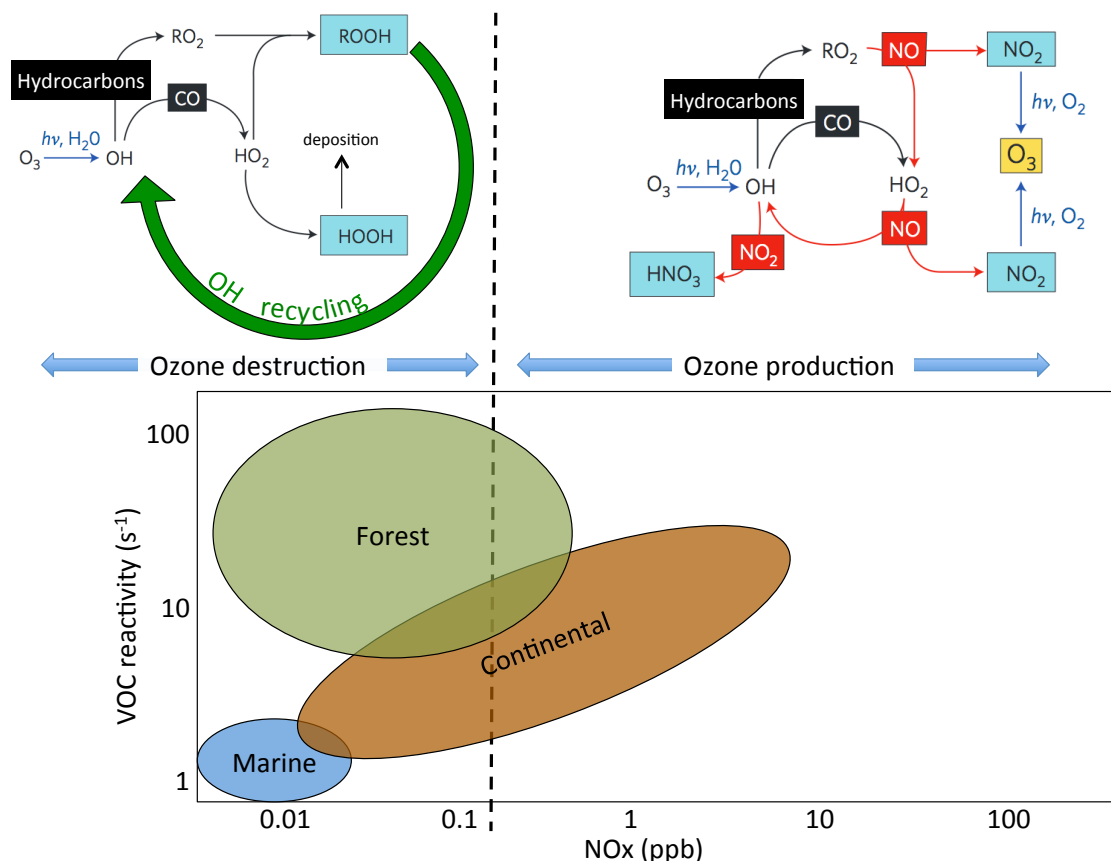 RO₂
ROOH
Hydrocarbons
CO
hν, H₂0
O₃
OH
HO₂
deposition
HOOH
OH recycling
RO₂
NO
NO₂
Hydrocarbons
hν, O₂
CO
O₃
hν, H₂0
O₃
OH
HO₂
hν, O₂
NO
NO₂
HNO₃
NO₂
Ozone destruction
Ozone production
100
10
1
VOC reactivity (s⁻¹)
Forest
Continental
Marine
0.01
0.1
1
10
100
NOx (ppb)